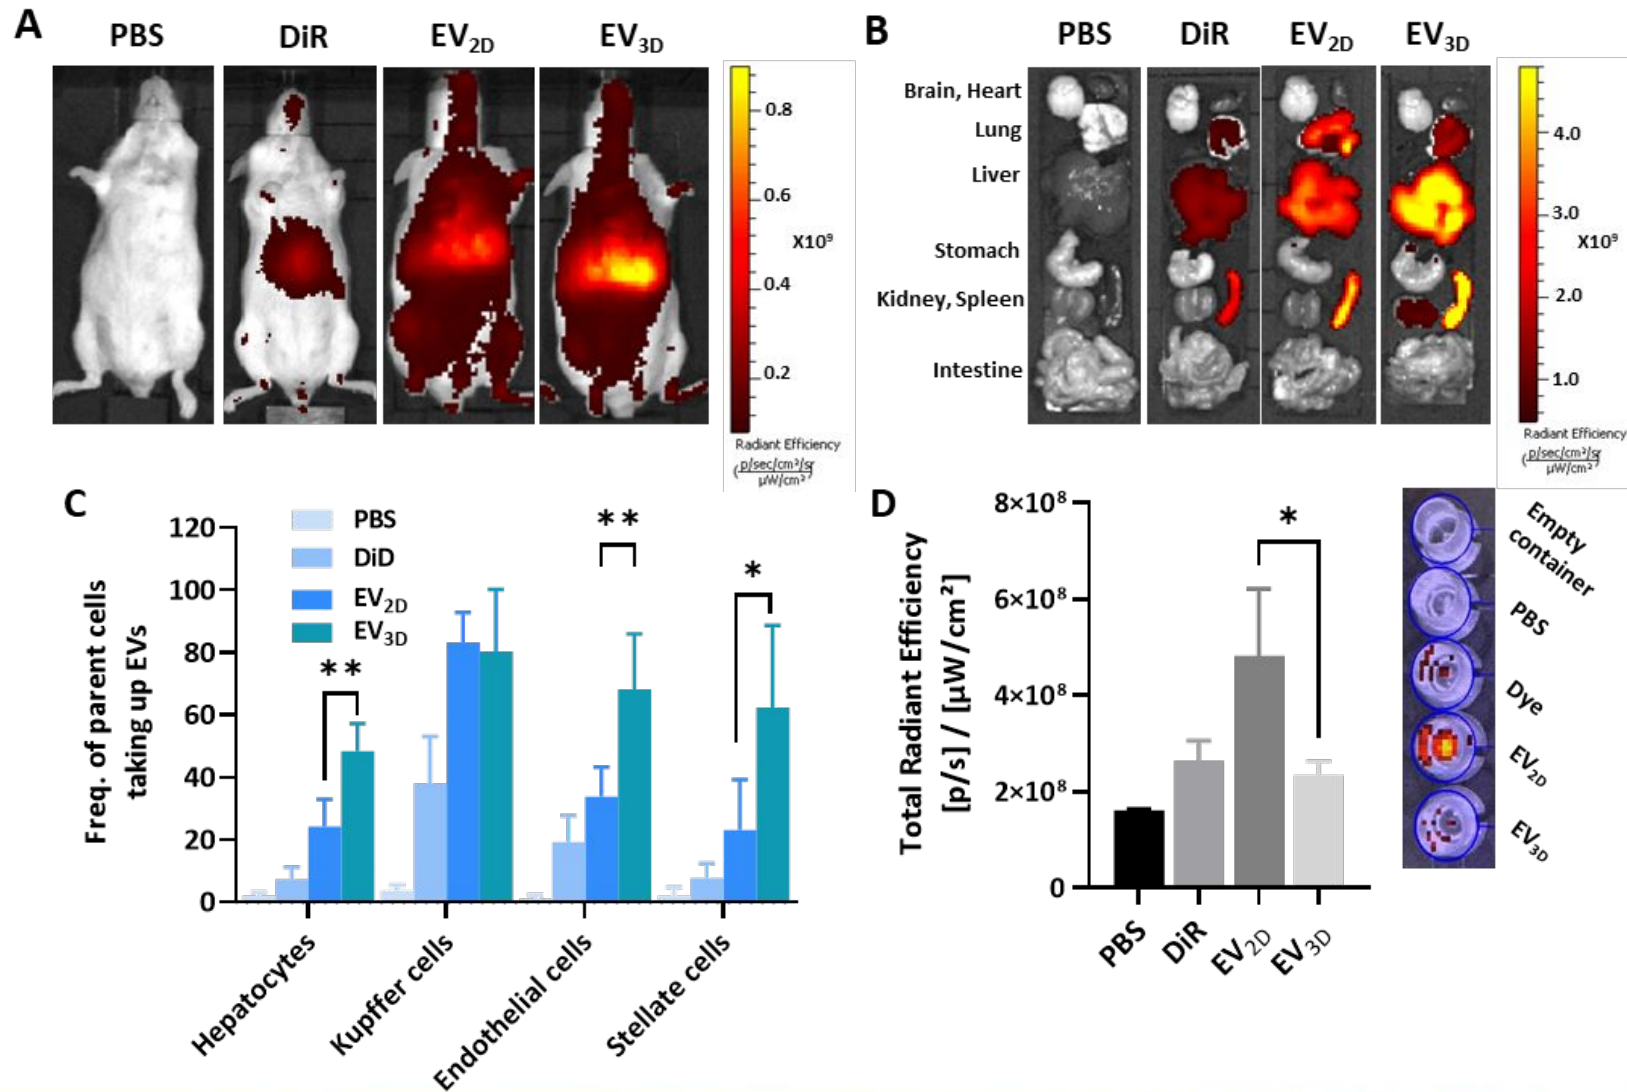 A
PBS
DiR
EV2D
EV3D
0.8
0.6
X10⁹
0.4
0.2
Radiant Efficiency
(p/sec/cm²/sr
µW/cm²)
B
PBS
DiR
EV2D
EV3D
Brain, Heart
Lung
Liver
Stomach
Kidney, Spleen
Intestine
4.0
3.0
X10⁹
2.0
1.0
Radiant Efficiency
(p/sec/cm²/sr
µW/cm²)
C
Freq. of parent cells
taking up EVs
120
100
80
60
40
20
0
PBS
DiD
EV2D
EV3D
**
**
*
Hepatocytes
Kupffer cells
Endothelial cells
Stellate cells
D
Total Radiant Efficiency
[p/s] / [µW/cm²]
8×10⁸
6×10⁸
4×10⁸
2×10⁸
0
*
PBS
DiR
EV2D
EV3D
Empty
container
PBS
Dye
EV2D
EV3D